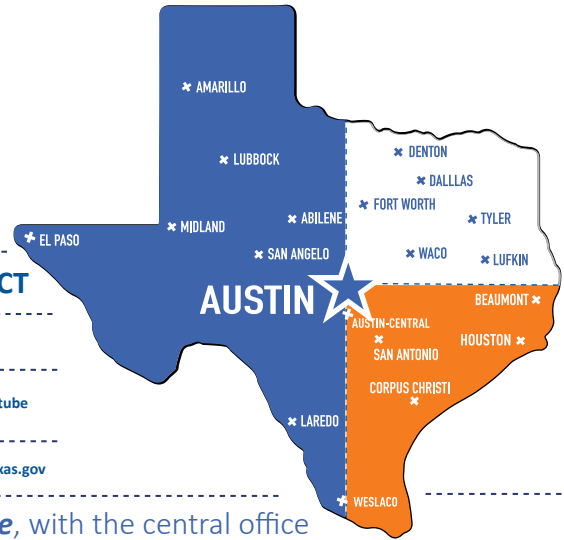 AMARILLO
DENTON
LUBBOCK
DALLLAS
FORT WORTH
ABILENE
TYLER
MIDLAND
EL PASO
SAN ANGELO
WACO
LUFKIN
CT
AUSTIN
BEAUMONT
AUSTIN-CENTRAL
HOUSTON
SAN ANTONIO
CORPUS CHRISTI
tube
LAREDO
xas.gov
WESLACO
e, with the central office